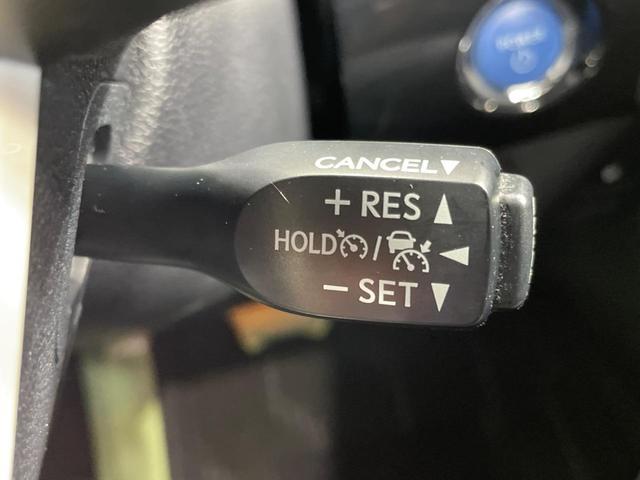 CANCEL▼
+ RES ▲
HOLD / ◀
− SET ▼